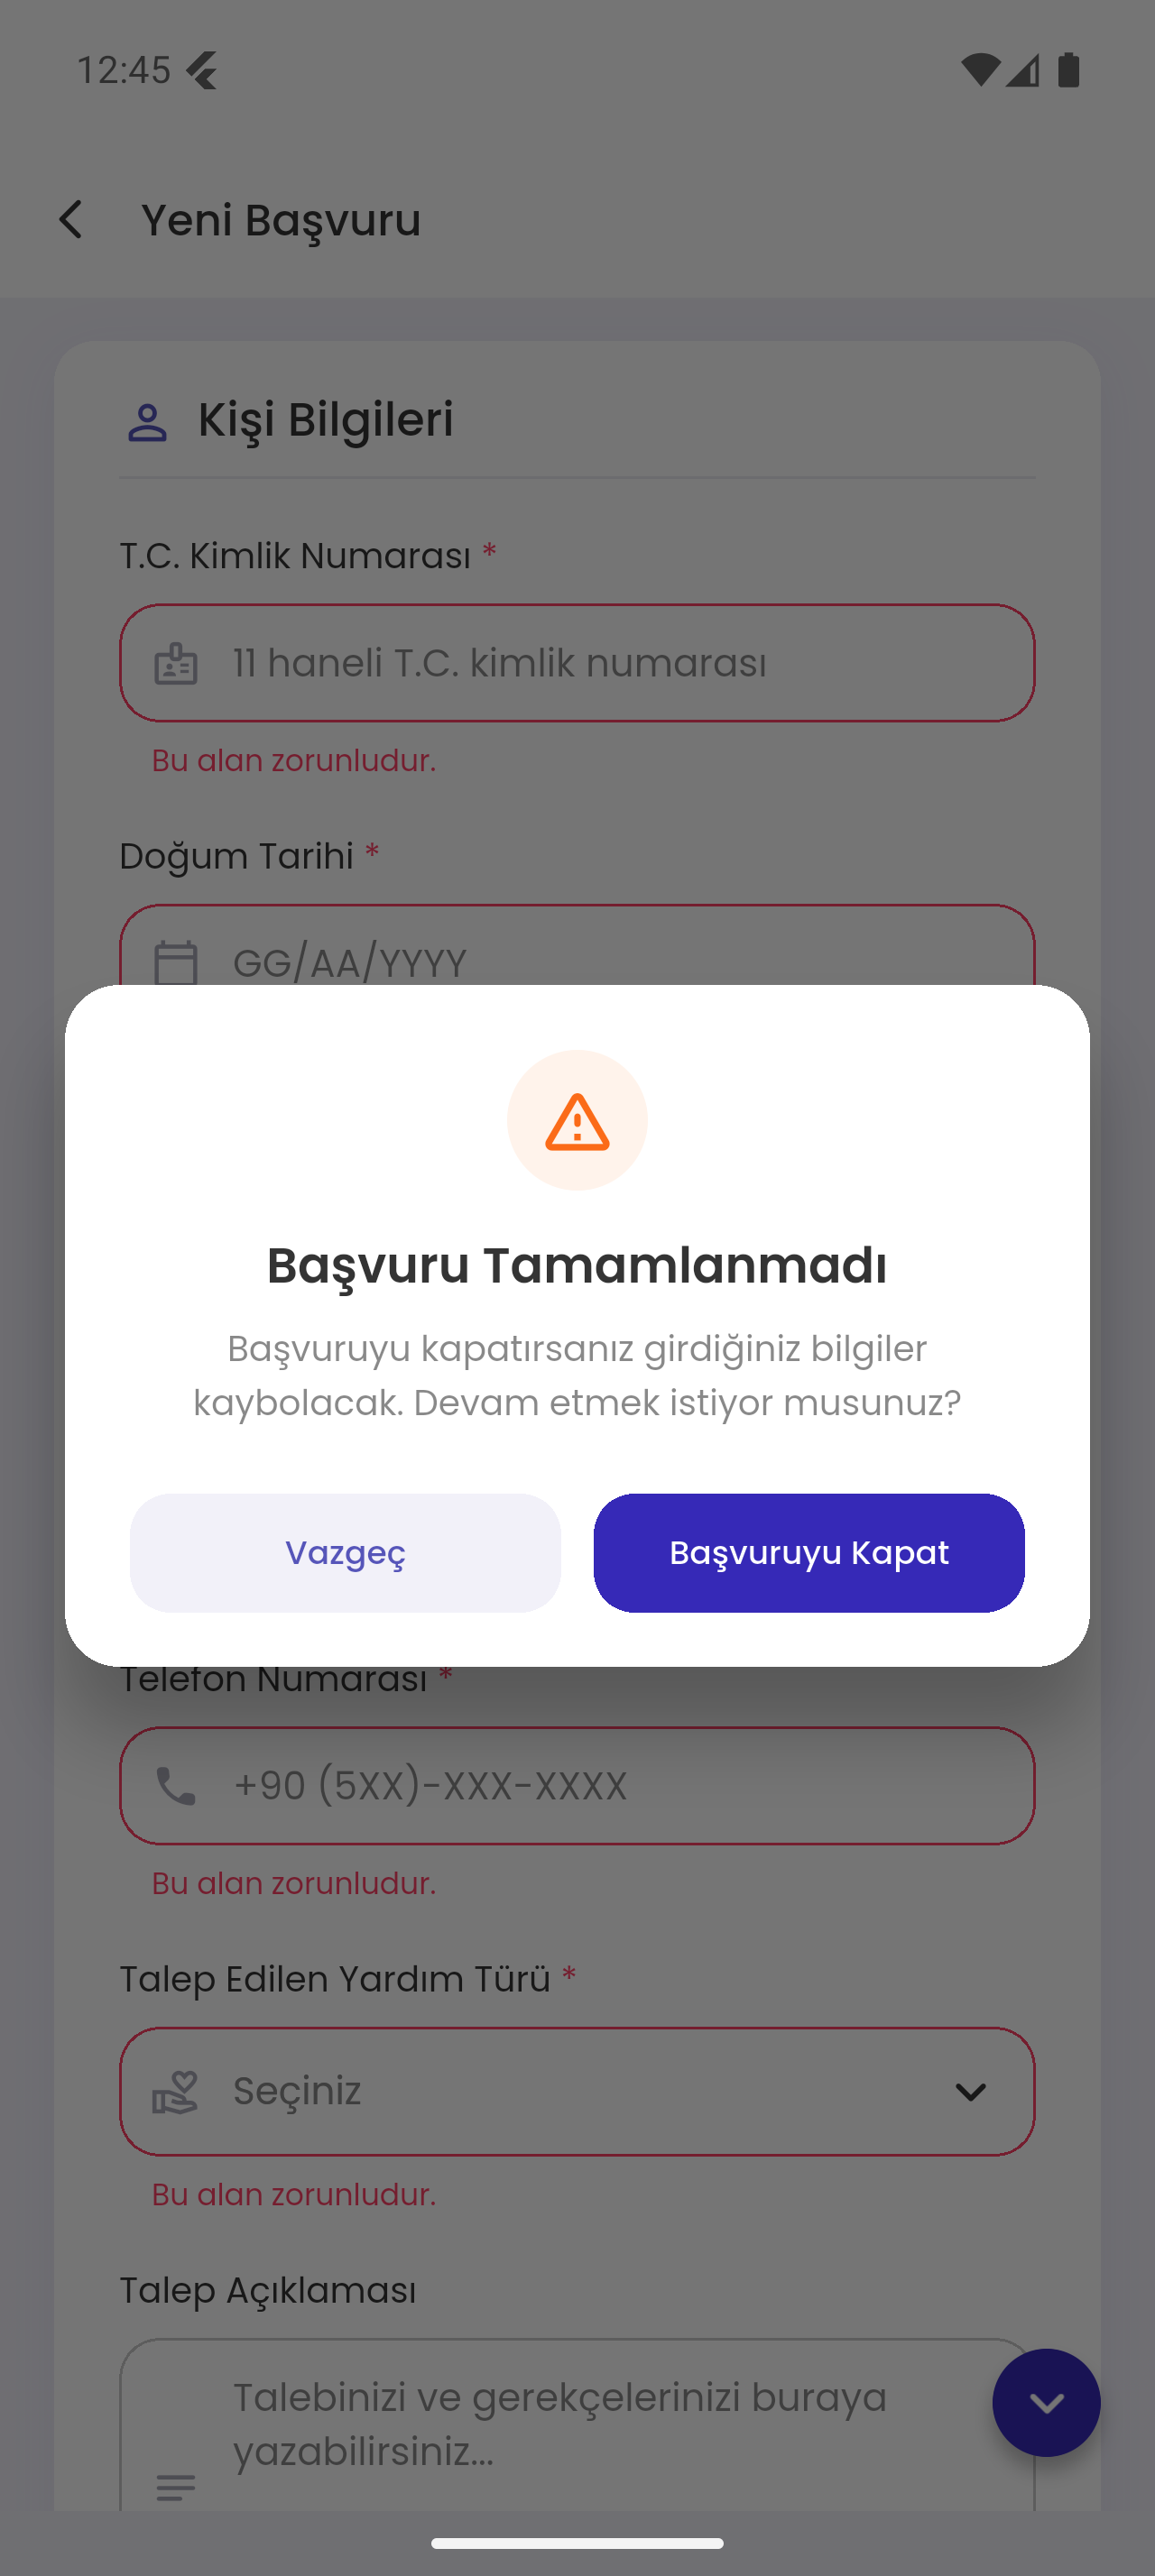 12:45
Yeni Başvuru
Kişi Bilgileri
T.C. Kimlik Numarası *
11 haneli T.C. kimlik numarası
Bu alan zorunludur.
Doğum Tarihi *
GG/AA/YYYY
Başvuru Tamamlanmadı
Başvuruyu kapatırsanız girdiğiniz bilgiler
kaybolacak. Devam etmek istiyor musunuz?
Vazgeç
Başvuruyu Kapat
Telefon Numarası *
+90 (5XX)-XXX-XXXX
Bu alan zorunludur.
Talep Edilen Yardım Türü *
Seçiniz
Bu alan zorunludur.
Talep Açıklaması
Talebinizi ve gerekçelerinizi buraya
yazabilirsiniz...